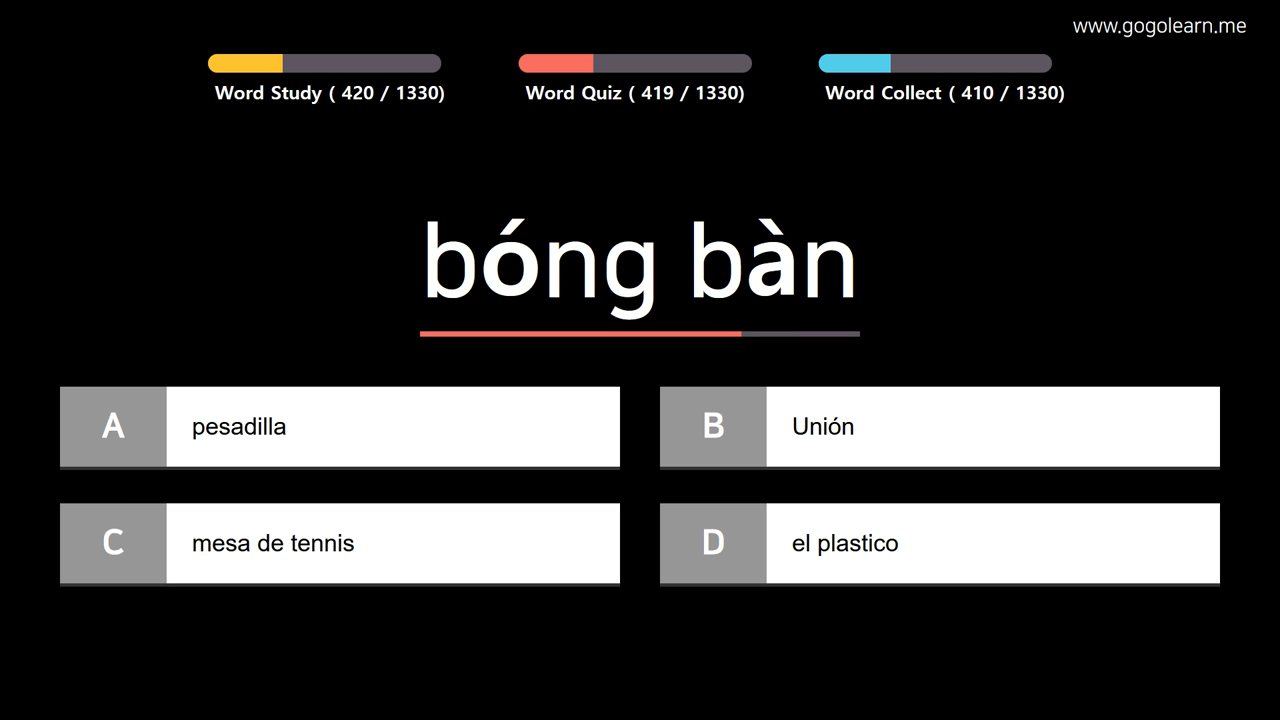 www.gogolearn.me
Word Study ( 420 / 1330)
Word Quiz ( 419 / 1330)
Word Collect ( 410 / 1330)
bóng bàn
A
pesadilla
B
Unión
C
mesa de tennis
D
el plastico